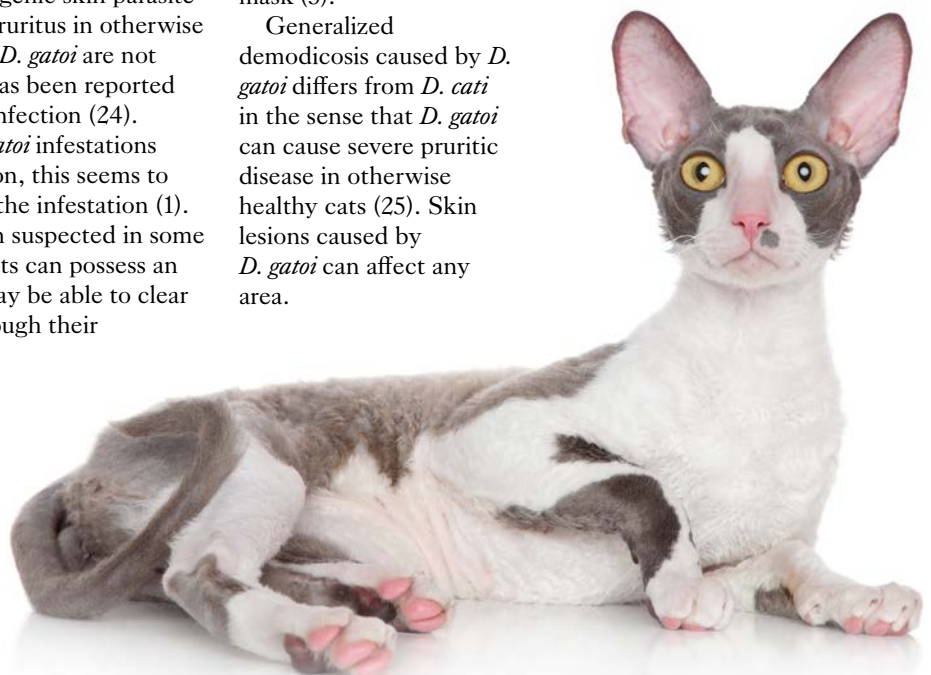 genic skin parasite
ruritus in otherwise
D. gatoi are not
as been reported
nfection (24).
atoi infestations
on, this seems to
the infestation (1).
n suspected in some
ts can possess an
ay be able to clear
ough their
mask (5).
Generalized
demodicosis caused by D.
gatoi differs from D. cati
in the sense that D. gatoi
can cause severe pruritic
disease in otherwise
healthy cats (25). Skin
lesions caused by
D. gatoi can affect any
area.